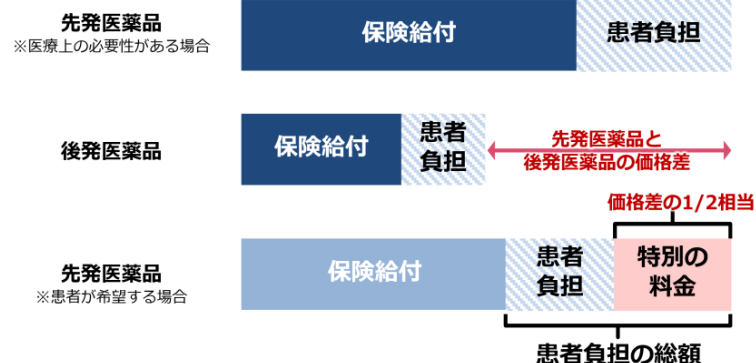 先発医薬品
※医療上の必要性がある場合
保険給付
患者負担
後発医薬品
保険給付
患者
負担
先発医薬品と
後発医薬品の価格差
価格差の1/2相当
先発医薬品
※患者が希望する場合
保険給付
患者
負担
特別の
料金
患者負担の総額